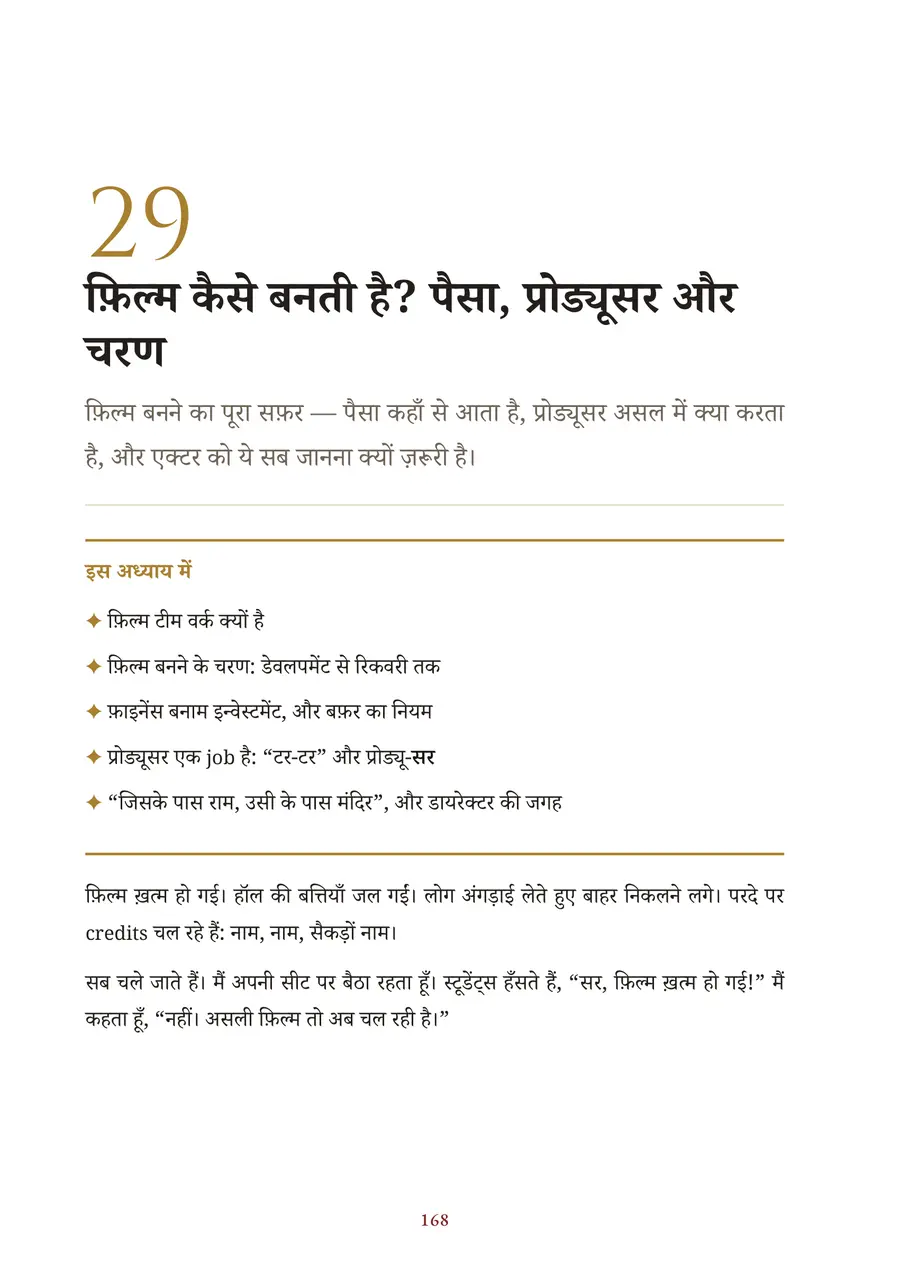 29
फ़िल्म कैसे बनती है? पैसा, प्रोड्यूसर और
चरण
फ़िल्म बनने का पूरा सफ़र — पैसा कहाँ से आता है, प्रोड्यूसर असल में क्या करता
है, और एक्टर को ये सब जानना क्यों ज़रूरी है।
इस अध्याय में
✦ फ़िल्म टीम वर्क क्यों है
✦ फ़िल्म बनने के चरण: डेवलपमेंट से रिकवरी तक
✦ फ़ाइनेंस बनाम इन्वेस्टमेंट, और बफ़र का नियम
✦ प्रोड्यूसर एक job है: “टर-टर” और प्रोड्यू-सर
✦ “जिसके पास राम, उसी के पास मंदिर”, और डायरेक्टर की जगह
फ़िल्म ख़त्म हो गई। हॉल की बत्तियाँ जल गईं। लोग अंगड़ाई लेते हुए बाहर निकलने लगे। परदे पर
credits चल रहे हैं: नाम, नाम, सैकड़ों नाम।
सब चले जाते हैं। मैं अपनी सीट पर बैठा रहता हूँ। स्टूडेंट्स हँसते हैं, “सर, फ़िल्म ख़त्म हो गई!” मैं
कहता हूँ, “नहीं। असली फ़िल्म तो अब चल रही है।”
168